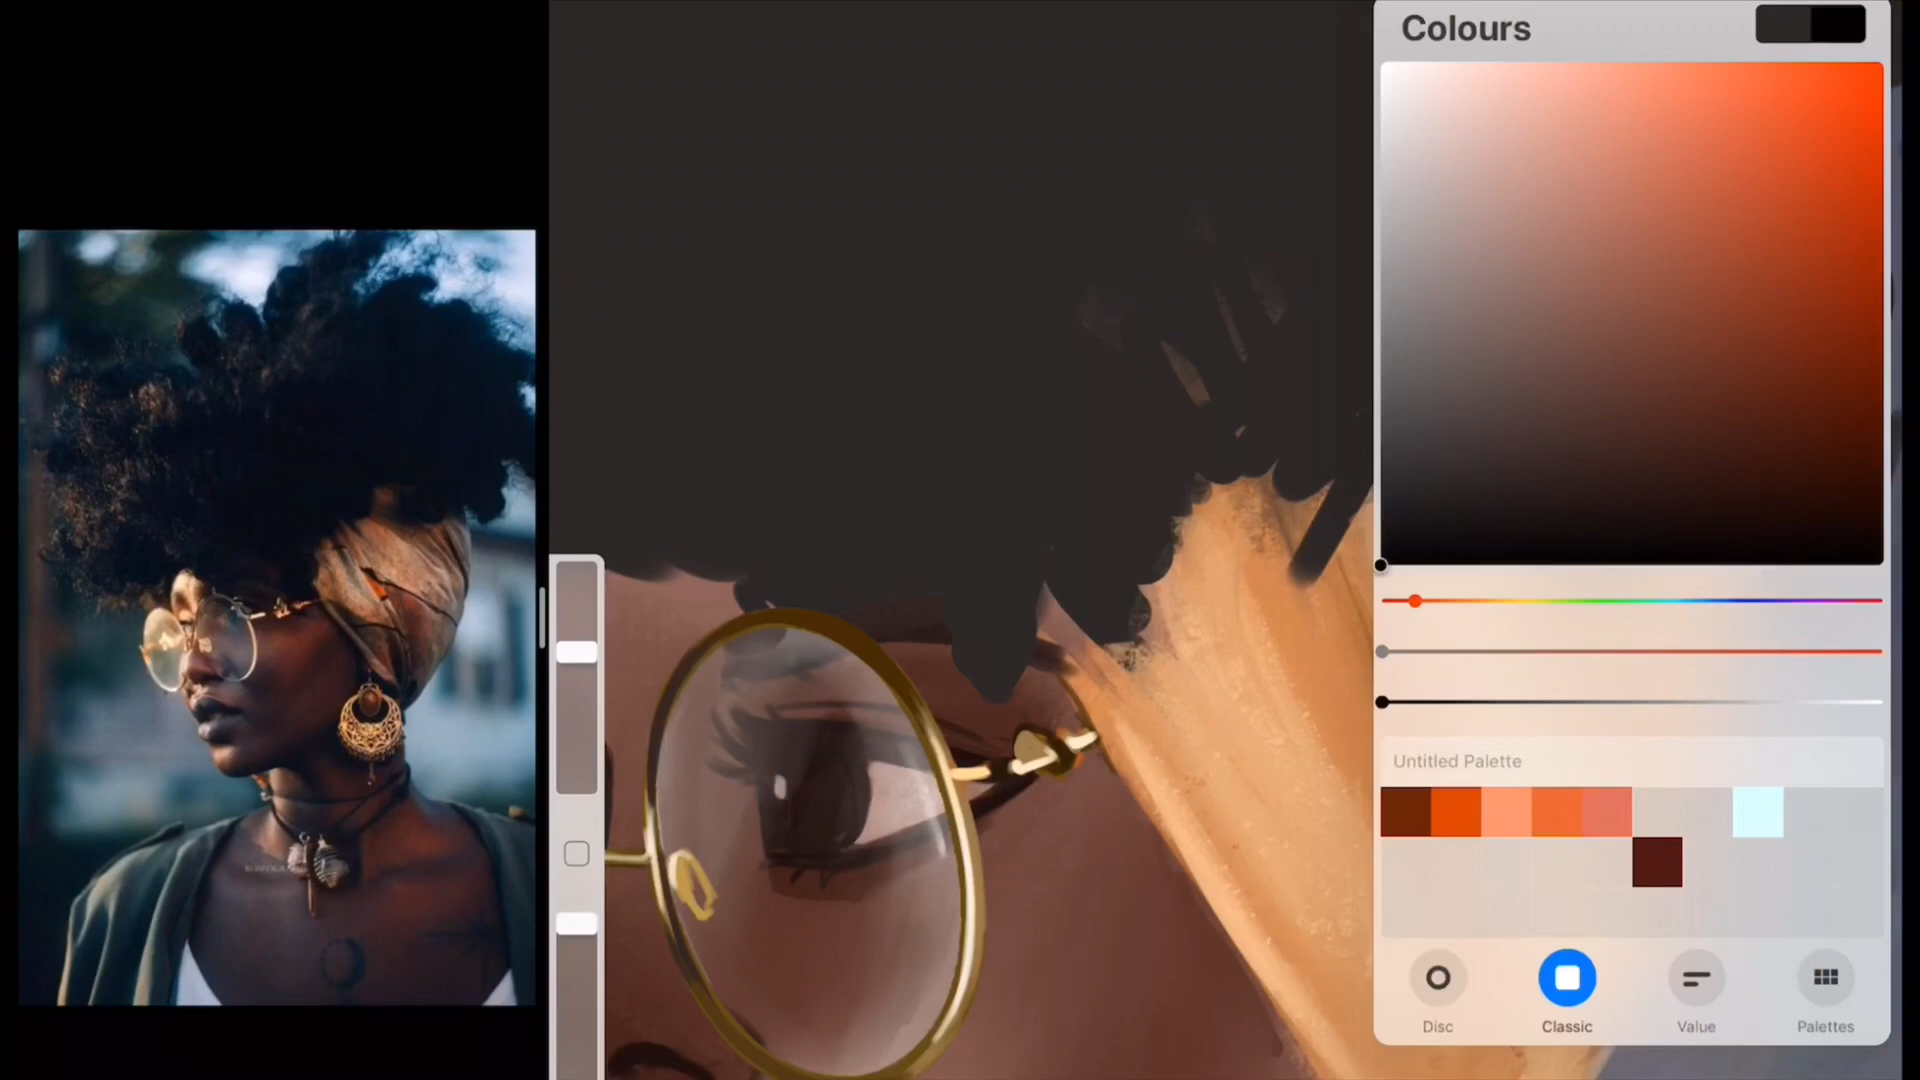 Colours
Untitled Palette
Disc
Classic
Value
Palettes